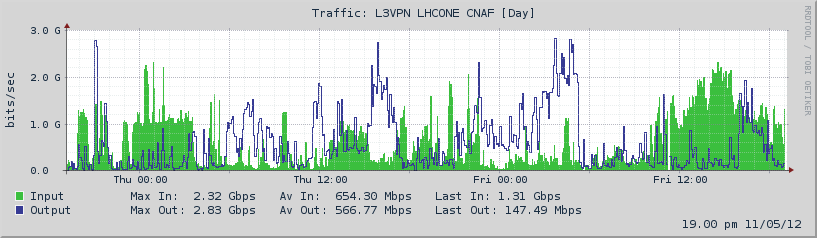 Traffic: L3VPN LHCONE CNAF [Day]
RRDTOOL / TOBI OETIKER
bits/sec
3.0 G
2.0 G
1.0 G
0.0
Thu 00:00 Thu 12:00 Fri 00:00 Fri 12:00
Input Max In: 2.32 Gbps Av In: 654.30 Mbps Last In: 1.31 Gbps
Output Max Out: 2.83 Gbps Av Out: 566.77 Mbps Last Out: 147.49 Mbps
19.00 pm 11/05/12